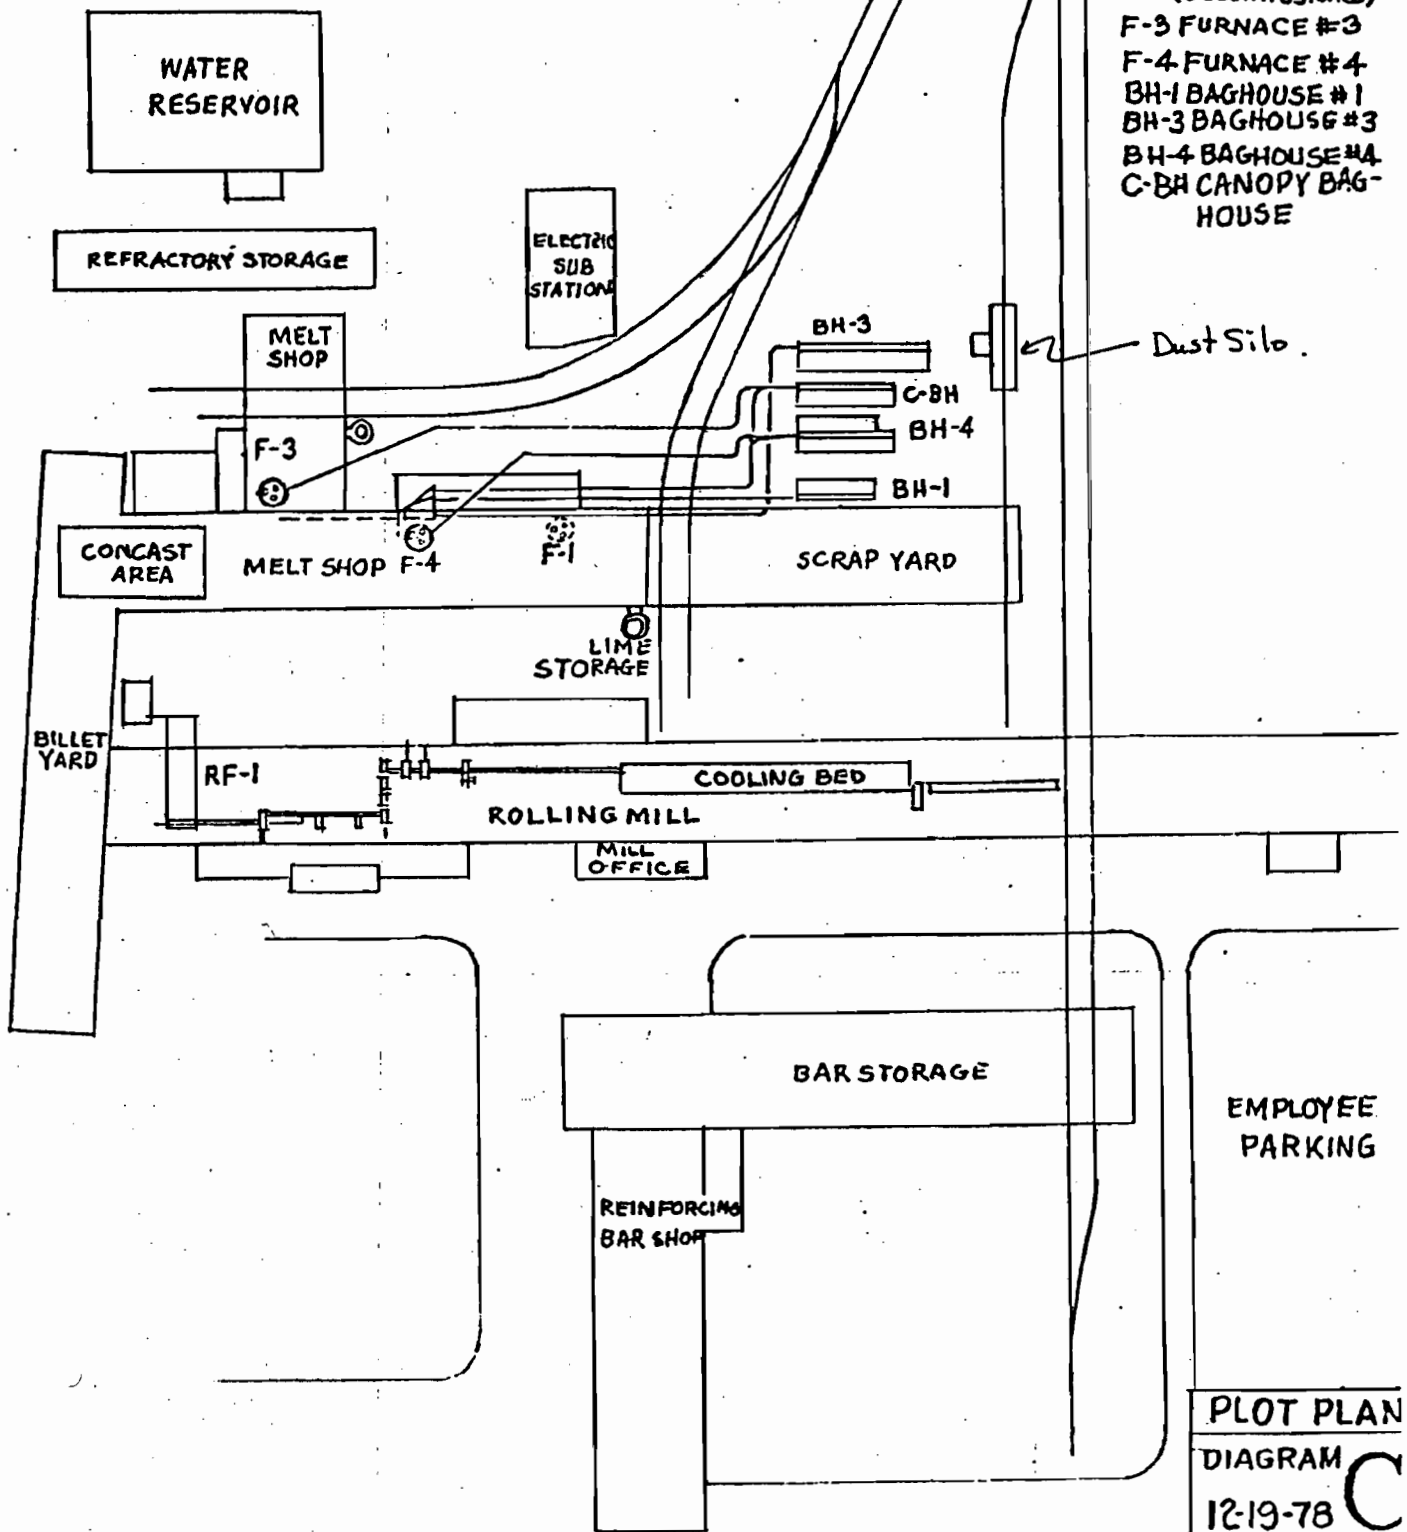 F-3 FURNACE #3
F-4 FURNACE #4
BH-1 BAGHOUSE #1
BH-3 BAGHOUSE #3
BH-4 BAGHOUSE #4
C-BH CANOPY BAG-
HOUSE
WATER
RESERVOIR
REFRACTORY STORAGE
ELECTRIC
SUB
STATION
MELT
SHOP
BH-3
Dust Silo.
C-BH
BH-4
F-3
BH-1
CONCAST
AREA
MELT SHOP F-4
F-1
SCRAP YARD
LIME
STORAGE
BILLET
YARD
RF-1
COOLING BED
ROLLING MILL
MILL
OFFICE
BAR STORAGE
EMPLOYEE
PARKING
REINFORCING
BAR SHOP
PLOT PLAN
DIAGRAM C
12-19-78